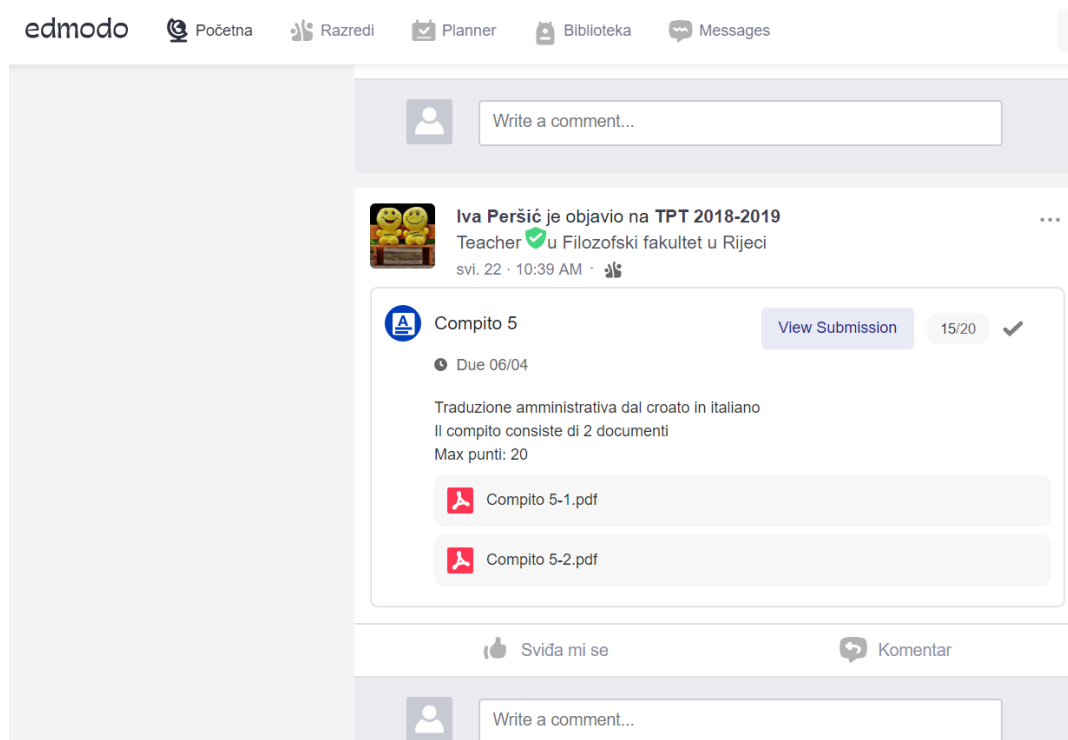 edmodo Početna Razredi Planner Biblioteka Messages
Write a comment...
Iva Peršić je objavio na TPT 2018-2019
Teacher u Filozofski fakultet u Rijeci
svi. 22 · 10:39 AM ·
Compito 5 View Submission 15/20
Due 06/04
Traduzione amministrativa dal croato in italiano
Il compito consiste di 2 documenti
Max punti: 20
Compito 5-1.pdf
Compito 5-2.pdf
Sviđa mi se Komentar
Write a comment...